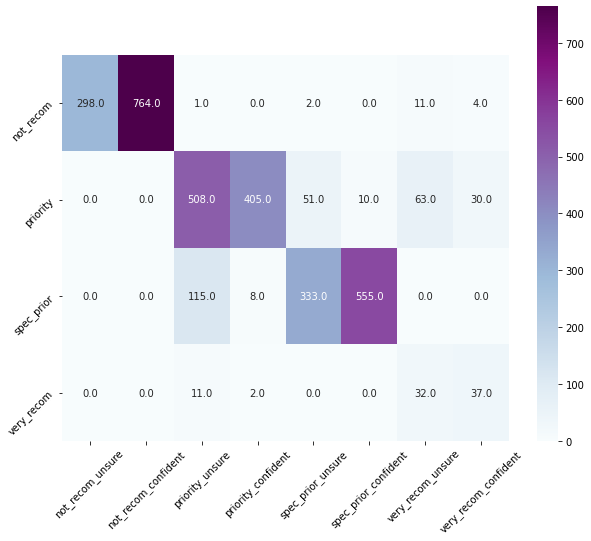 700
not_recom 298.0 764.0 1.0 0.0 2.0 0.0 11.0 4.0
600
500
priority 0.0 0.0 508.0 405.0 51.0 10.0 63.0 30.0
400
300
spec_prior 0.0 0.0 115.0 8.0 333.0 555.0 0.0 0.0
200
100
very_recom 0.0 0.0 11.0 2.0 0.0 0.0 32.0 37.0
0
not_recom_unsure
not_recom_confident
priority_unsure
priority_confident
spec_prior_unsure
spec_prior_confident
very_recom_unsure
very_recom_confident